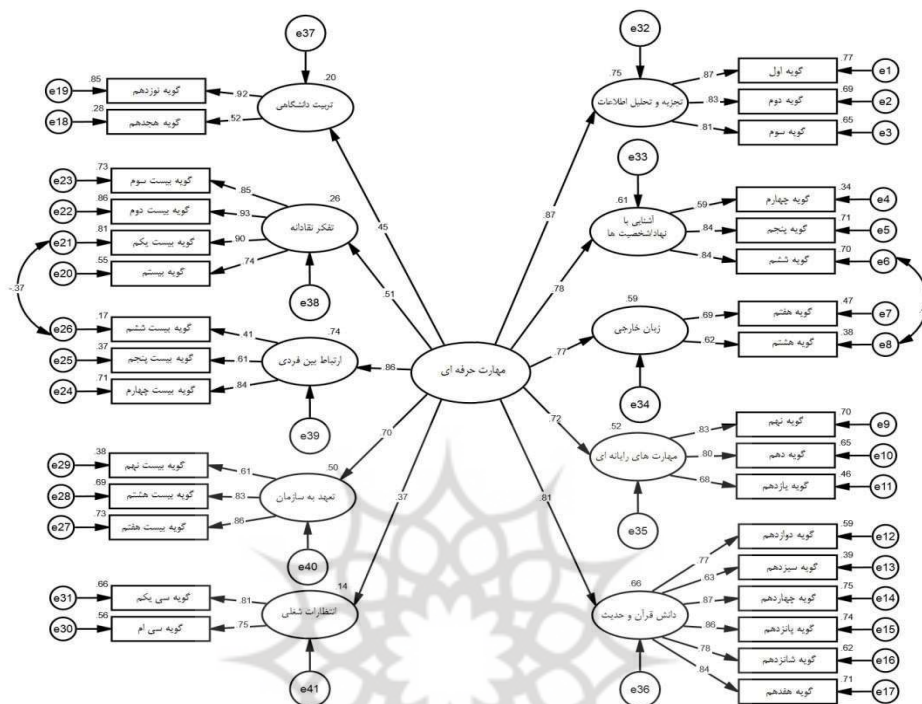 e37
.20
تربیت دانشگاهی
.92
.52
.85
گویه نوزدهم
e19
.28
گویه هجدهم
e18
.45
.26
تفکر نقادانه
e38
.85
.93
.90
.74
.73
گویه بیست سوم
e23
.86
گویه بیست دوم
e22
.81
گویه بیست یکم
e21
.55
گویه بیستم
e20
.51
-.37
.74
ارتباط بین فردی
e39
.41
.61
.84
.17
گویه بیست ششم
e26
.37
گویه بیست پنجم
e25
.71
گویه بیست چهارم
e24
.86
مهارت حرفه ای
.70
.50
تعهد به سازمان
e40
.61
.83
.86
.38
گویه بیست نهم
e29
.69
گویه بیست هشتم
e28
.73
گویه بیست هفتم
e27
.37
.14
انتظارات شغلی
e41
.81
.75
.66
گویه سی یکم
e31
.56
گویه سی ام
e30
e32
.75
تجزیه و تحلیل اطلاعات
.87
.83
.81
.77
گویه اول
e1
.69
گویه دوم
e2
.65
گویه سوم
e3
.87
e33
.61
آشنایی با
نهاد/شخصیت ها
.59
.84
.84
.34
گویه چهارم
e4
.71
گویه پنجم
e5
.70
گویه ششم
e6
.78
.59
زبان خارجی
e34
.69
.62
.47
گویه هفتم
e7
.38
گویه هشتم
e8
.77
.72
.52
مهارت های رایانه ای
e35
.83
.80
.68
.70
گویه نهم
e9
.65
گویه دهم
e10
.46
گویه یازدهم
e11
.81
.66
دانش قرآن و حدیث
e36
.77
.63
.87
.86
.78
.84
.59
گویه دوازدهم
e12
.39
گویه سیزدهم
e13
.75
گویه چهاردهم
e14
.74
گویه پانزدهم
e15
.62
گویه شانزدهم
e16
.71
گویه هفدهم
e17